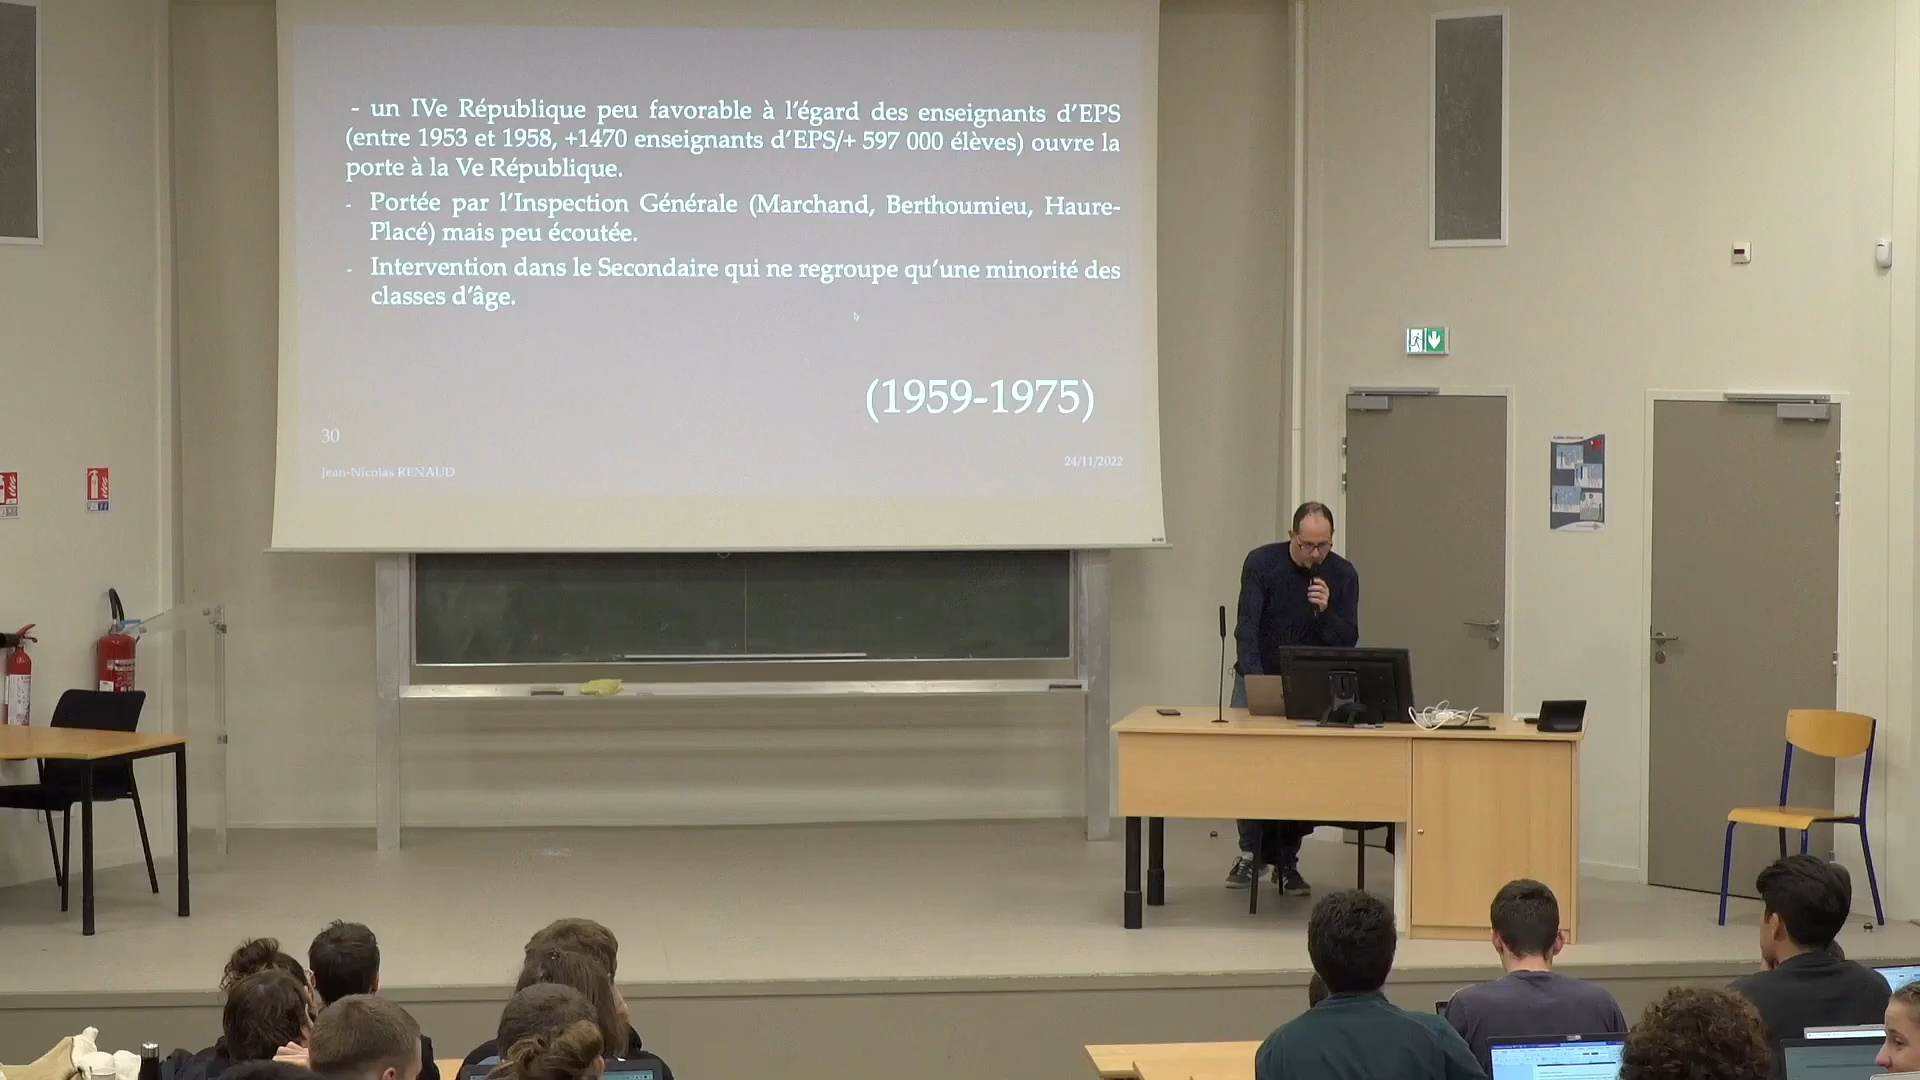 - un IVe République peu favorable à l'égard des enseignants d'EPS
(entre 1953 et 1958, +1470 enseignants d'EPS/+ 597 000 élèves) ouvre la
porte à la Ve République.
- Portée par l'Inspection Générale (Marchand, Berthoumieu, Haure-
Placé) mais peu écoutée.
- Intervention dans le Secondaire qui ne regroupe qu'une minorité des
classes d'âge.
(1959-1975)
30
Jean-Nicolas RENAUD
24/11/2022